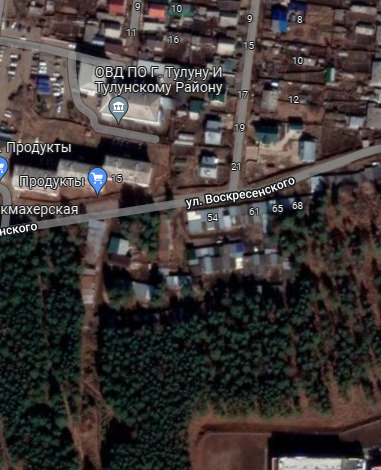 9
10
9
8
11
16
15
10
ОВД ПО Г. Тулуну И
Тулунскому Району
17
12
19
. Продукты
21
Продукты
15
ул. Воскресенского
кмахерская
54
61
65
68
нского